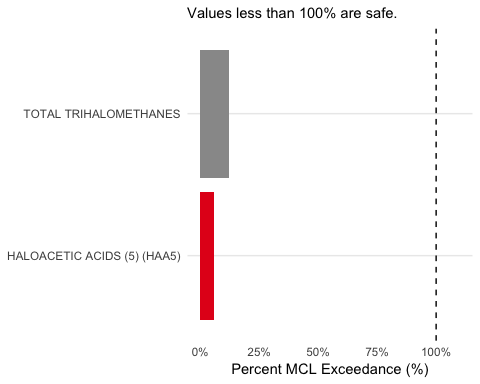 Values less than 100% are safe.
TOTAL TRIHALOMETHANES
HALOACETIC ACIDS (5) (HAA5)
0% 25% 50% 75% 100%
Percent MCL Exceedance (%)